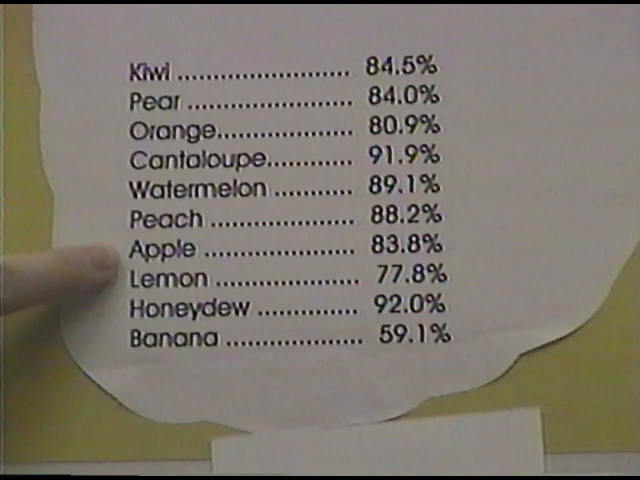 Kiwi ........................ 84.5%
Pear ....................... 84.0%
Orange................... 80.9%
Cantaloupe............ 91.9%
Watermelon ........... 89.1%
Peach .................... 88.2%
Apple ..................... 83.8%
Lemon .................... 77.8%
Honeydew .............. 92.0%
Banana ................... 59.1%